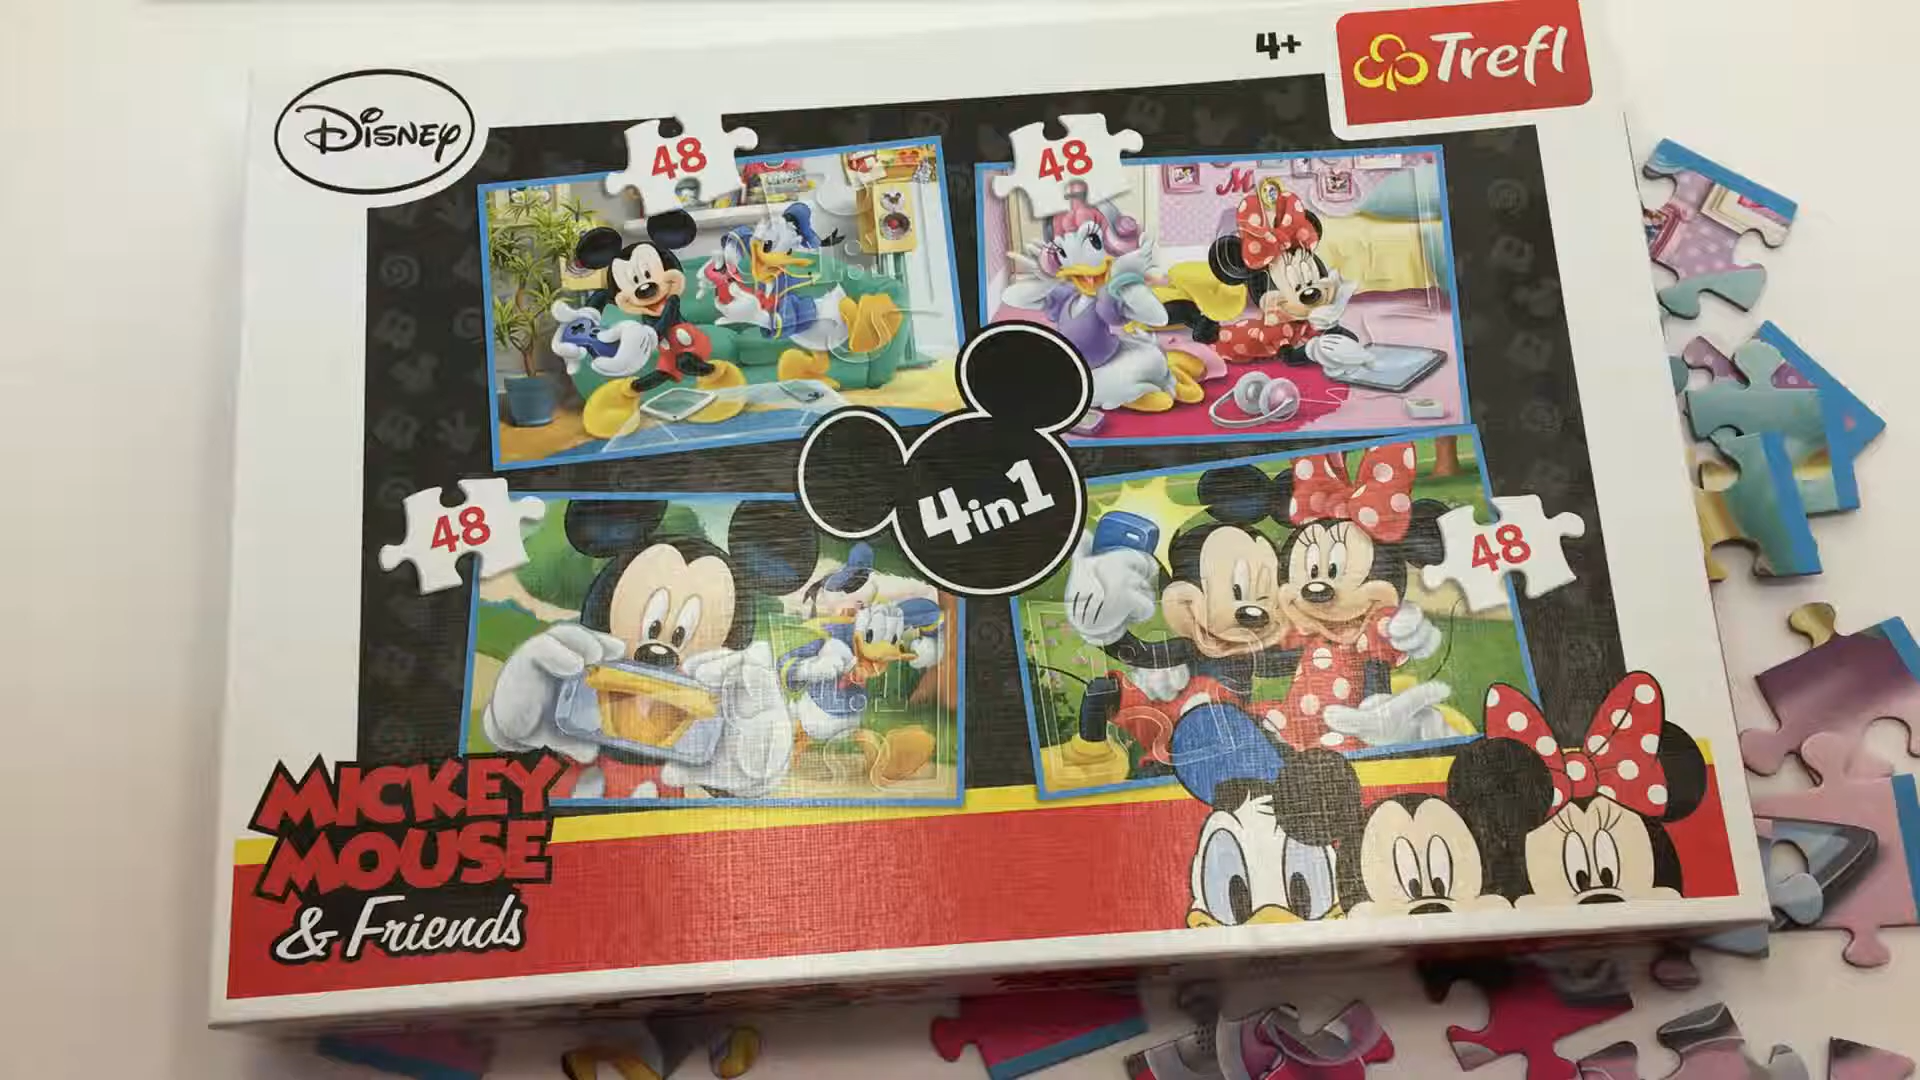 4+
Trefl
Disney
48
48
M
4in1
48
48
MICKEY
MOUSE
& Friends